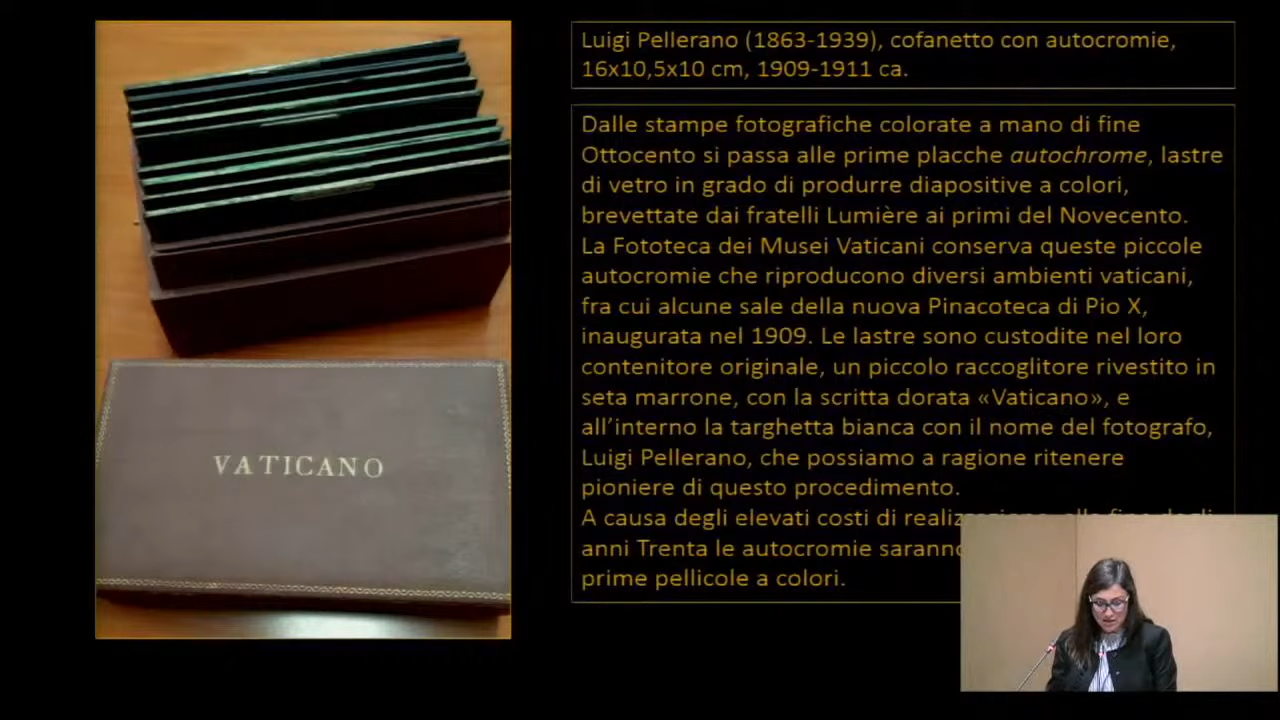 Luigi Pellerano (1863-1939), cofanetto con autocromie,
16x10,5x10 cm, 1909-1911 ca.
Dalle stampe fotografiche colorate a mano di fine
Ottocento si passa alle prime placche autochrome, lastre
di vetro in grado di produrre diapositive a colori,
brevettate dai fratelli Lumière ai primi del Novecento.
La Fototeca dei Musei Vaticani conserva queste piccole
autocromie che riproducono diversi ambienti vaticani,
fra cui alcune sale della nuova Pinacoteca di Pio X,
inaugurata nel 1909. Le lastre sono custodite nel loro
contenitore originale, un piccolo raccoglitore rivestito in
seta marrone, con la scritta dorata «Vaticano», e
all'interno la targhetta bianca con il nome del fotografo,
Luigi Pellerano, che possiamo a ragione ritenere
pioniere di questo procedimento.
A causa degli elevati costi di
anni Trenta le autocromie saranno
prime pellicole a colori.
VATICANO